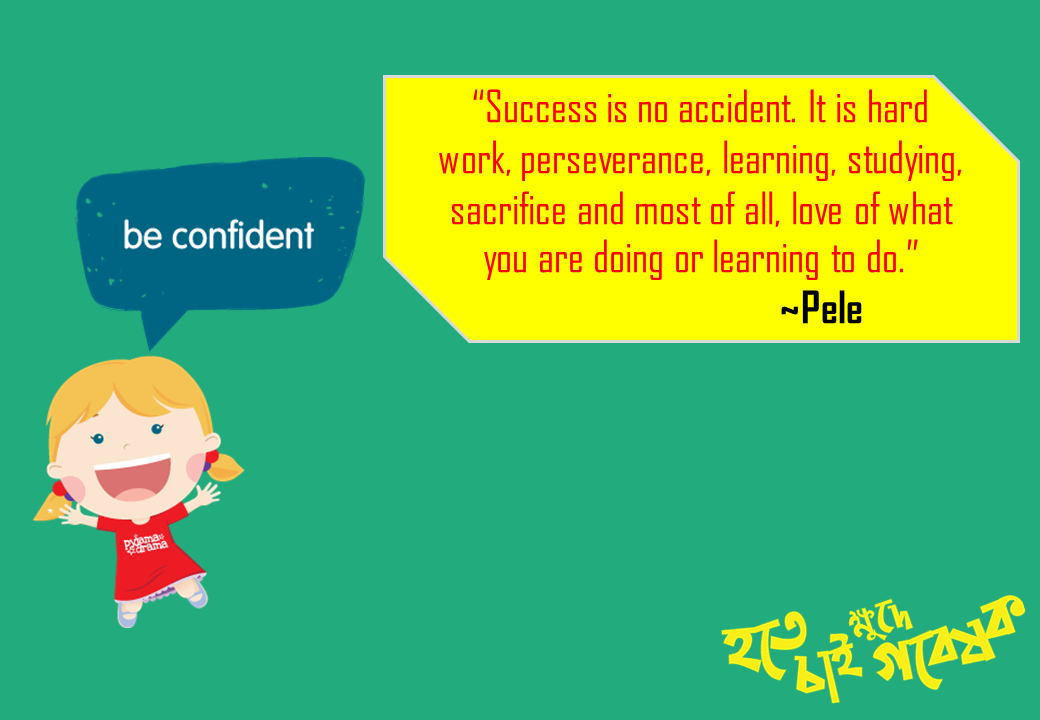 “Success is no accident. It is hard
work, perseverance, learning, studying,
sacrifice and most of all, love of what
you are doing or learning to do.”
~Pele
be confident
pyjama
drama
হতে চাই ক্ষুদে গবেষক